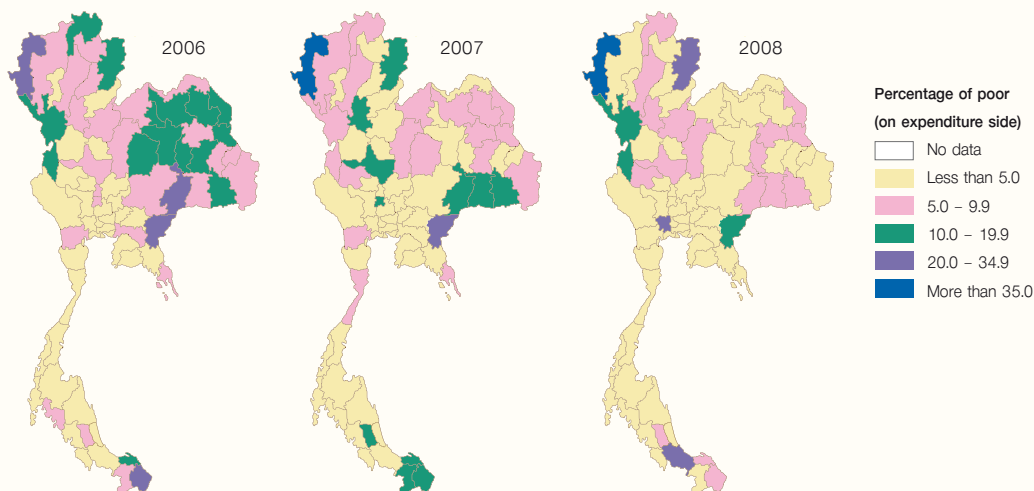 2006
2007
2008
Percentage of poor
(on expenditure side)
No data
Less than 5.0
5.0 – 9.9
10.0 – 19.9
20.0 – 34.9
More than 35.0